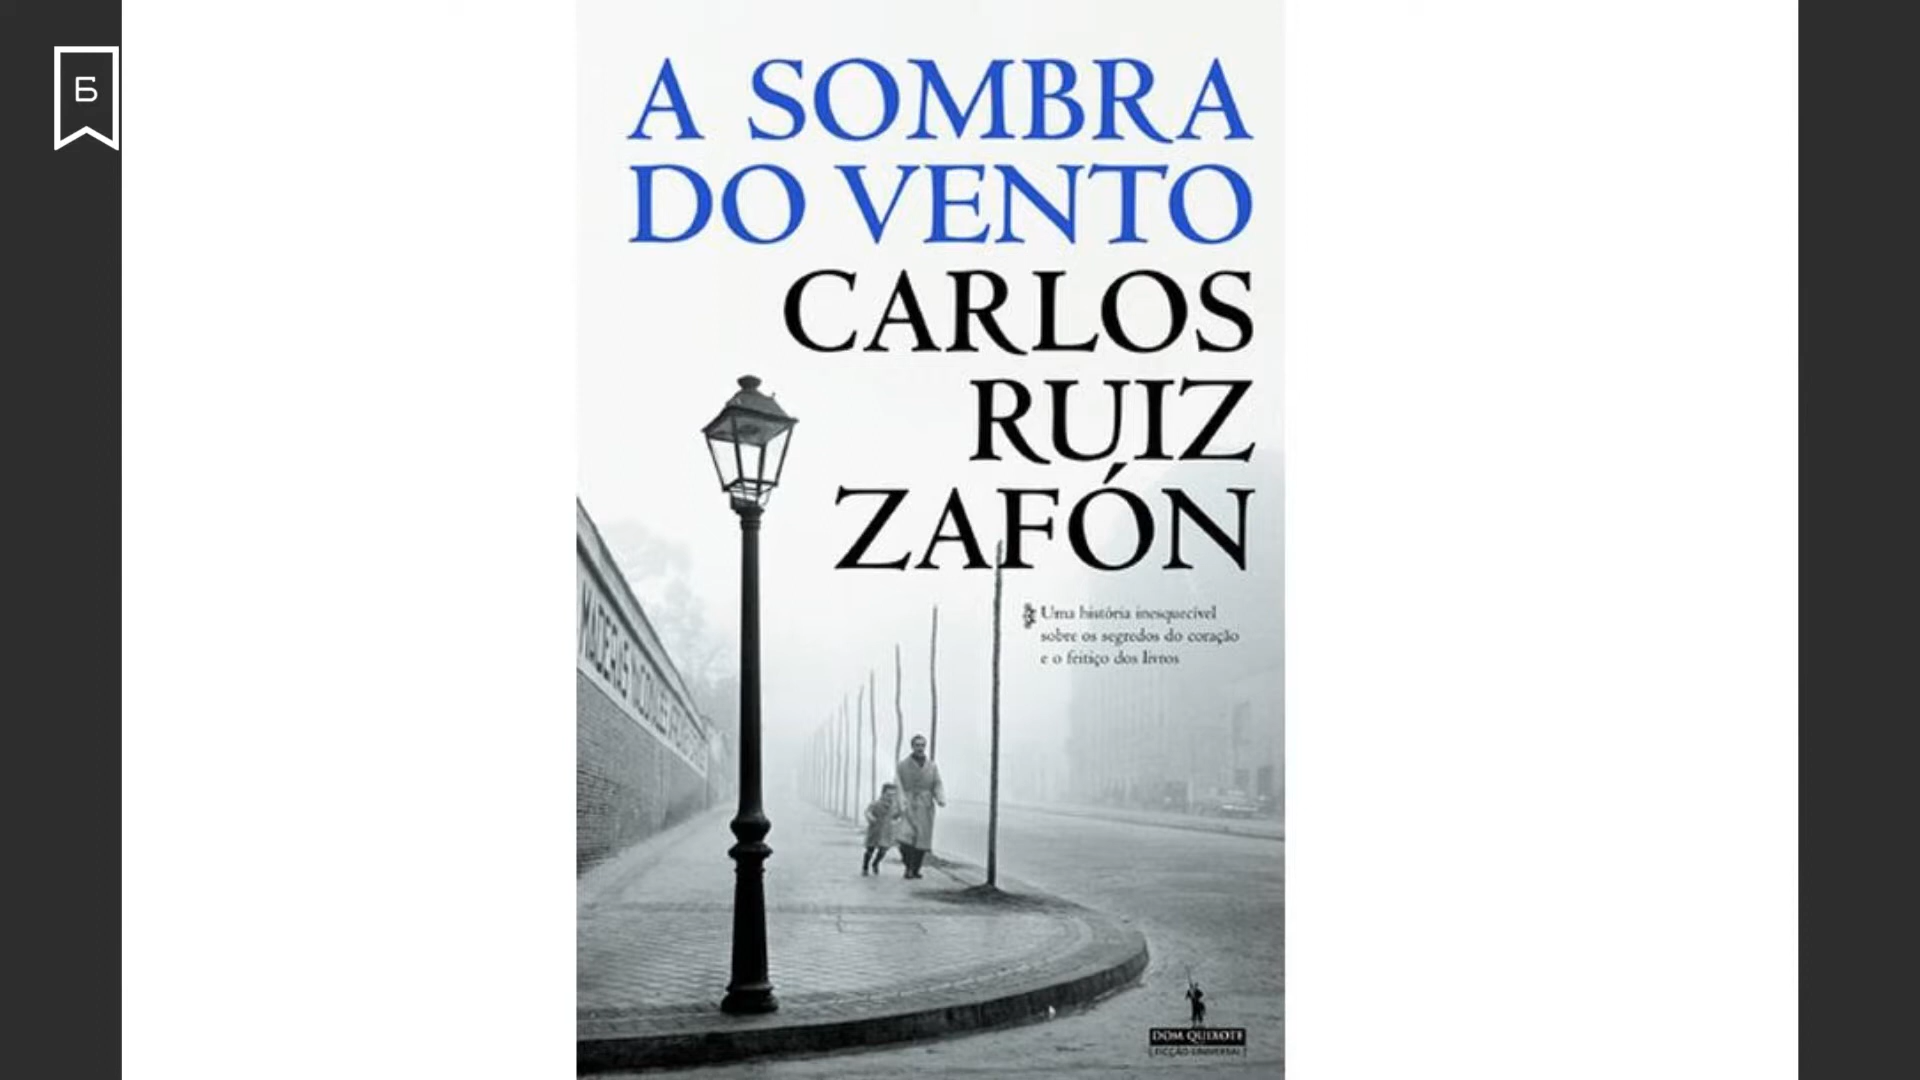 Б
A SOMBRA
DO VENTO
CARLOS
RUIZ
ZAFÓN
Uma história inesquecível
sobre os segredos do coração
e o feitiço dos livros
DOM QUIXOTE
FICÇÃO UNIVERSAL